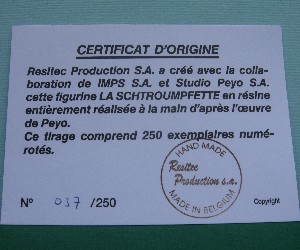 CERTIFICAT D'ORIGINE
Resitec Production S.A. a créé avec la colla-
boration de IMPS S.A. et Studio Peyo S.A.
cette figurine LA SCHTROUMPFETTE en résine
entièrement réalisée à la main d'après l'œuvre
de Peyo.
Ce tirage comprend 250 exemplaires numé-
rotés.
HAND MADE
Resitec
Production s.a.
MADE IN BELGIUM
N° 037 /250
Copyright